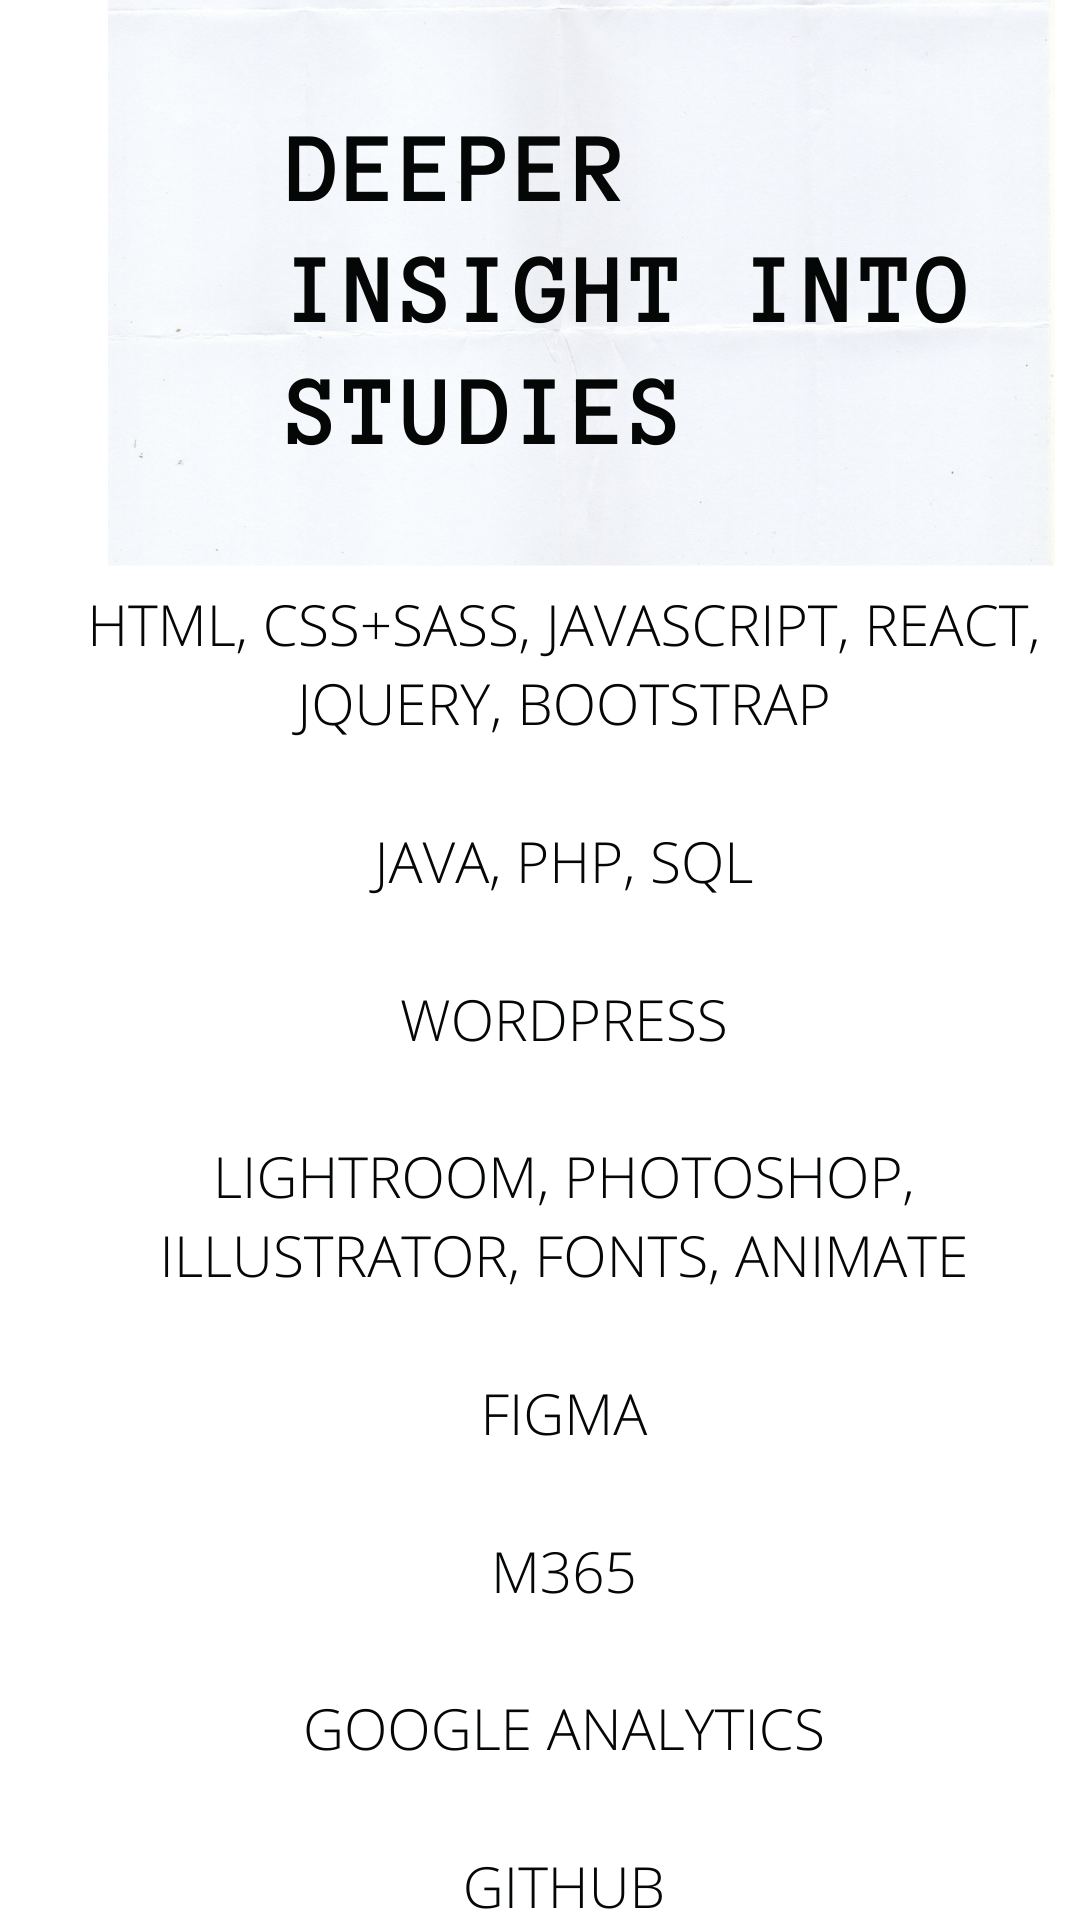 DEEPER
INSIGHT INTO
STUDIES
HTML, CSS+SASS, JAVASCRIPT, REACT,
JQUERY, BOOTSTRAP
JAVA, PHP, SQL
WORDPRESS
LIGHTROOM, PHOTOSHOP,
ILLUSTRATOR, FONTS, ANIMATE
FIGMA
M365
GOOGLE ANALYTICS
GITHUB